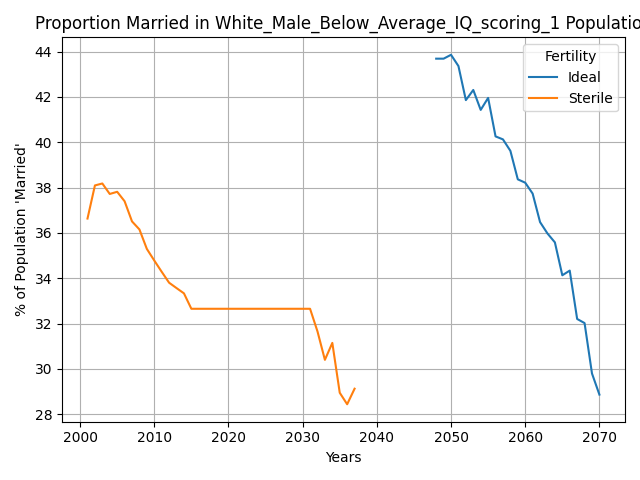 Proportion Married in White_Male_Below_Average_IQ_scoring_1 Populatio
% of Population 'Married'
44
42
40
38
36
34
32
30
28
Fertility
Ideal
Sterile
2000 2010 2020 2030 2040 2050 2060 2070
Years